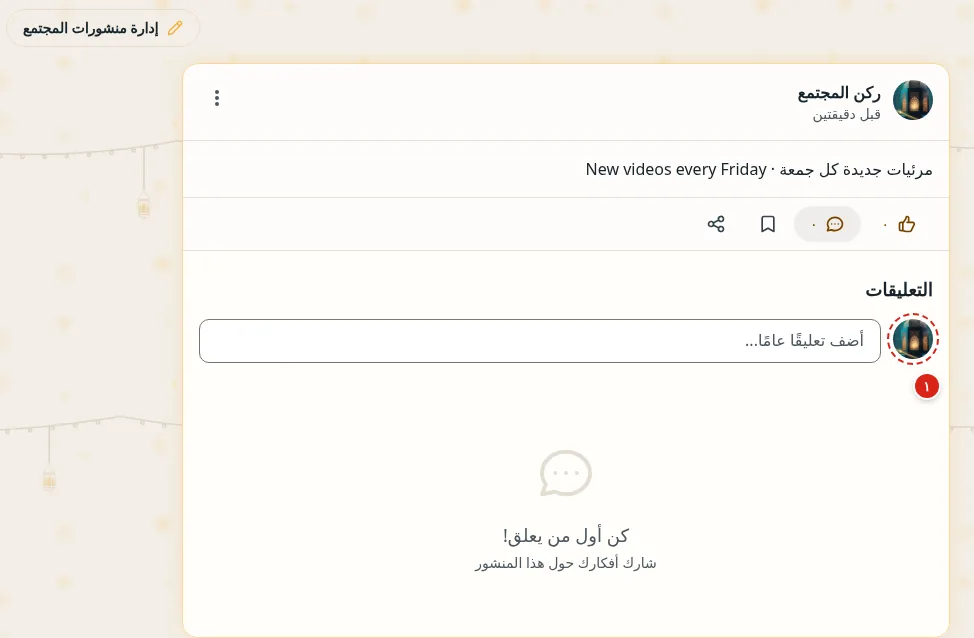 إدارة منشورات المجتمع
ركن المجتمع
قبل دقيقتين
مرئيات جديدة كل جمعة · New videos every Friday
٠
٠
التعليقات
أضف تعليقًا عامًا...
١
كن أول من يعلق!
شارك أفكارك حول هذا المنشور